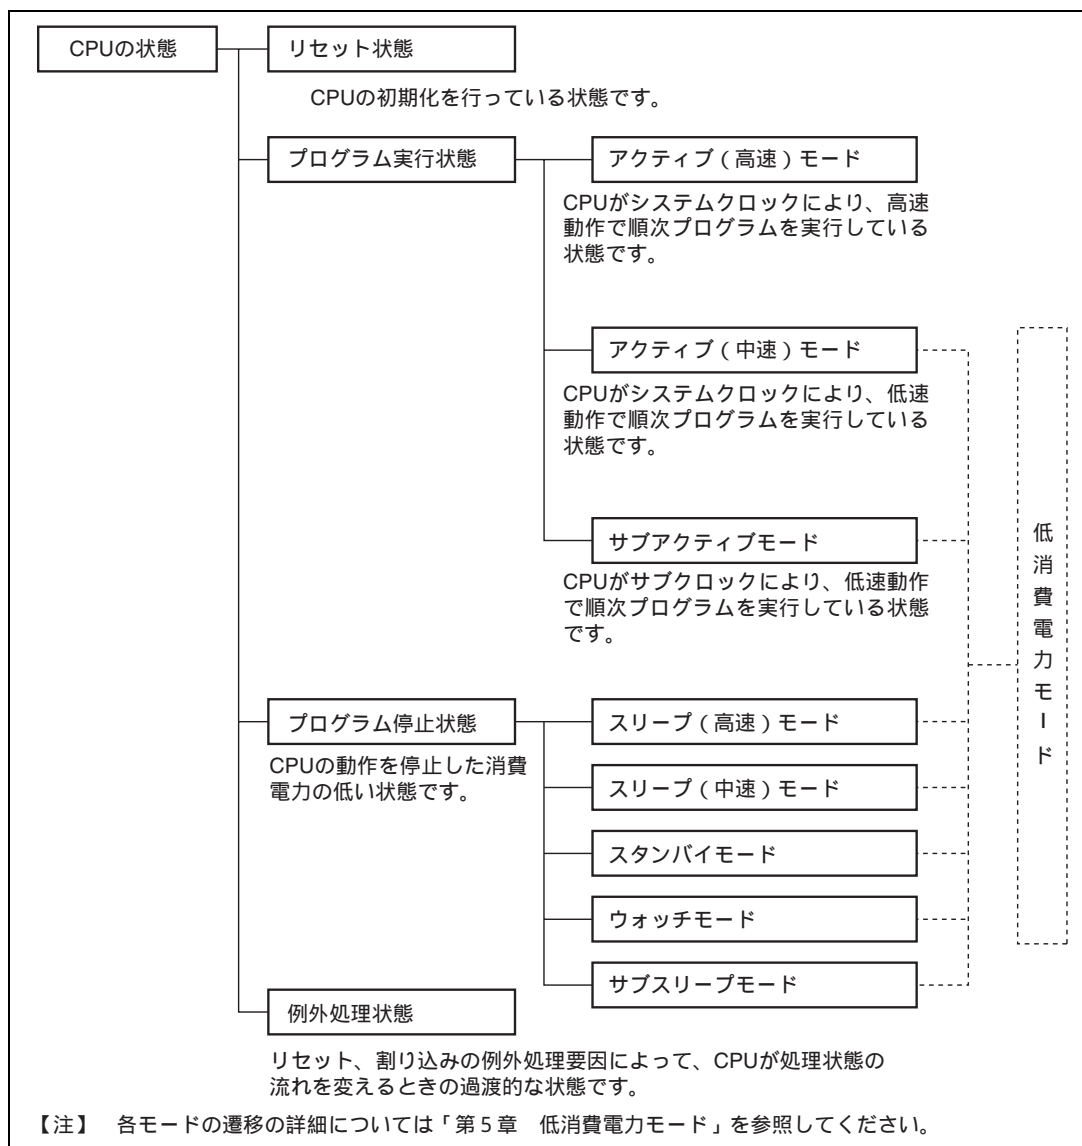 CPUの状態
リセット状態
CPUの初期化を行っている状態です。
プログラム実行状態
アクティブ(高速)モード
CPUがシステムクロックにより、高速
動作で順次プログラムを実行している
状態です。
アクティブ(中速)モード
CPUがシステムクロックにより、低速
動作で順次プログラムを実行している
状態です。
サブアクティブモード
CPUがサブクロックにより、低速動作
で順次プログラムを実行している状態
です。
低消費電力モード
プログラム停止状態
CPUの動作を停止した消費
電力の低い状態です。
スリープ(高速)モード
スリープ(中速)モード
スタンバイモード
ウォッチモード
サブスリープモード
例外処理状態
リセット、割り込みの例外処理要因によって、CPUが処理状態の
流れを変えるときの過渡的な状態です。
【注】 各モードの遷移の詳細については「第5章 低消費電力モード」を参照してください。